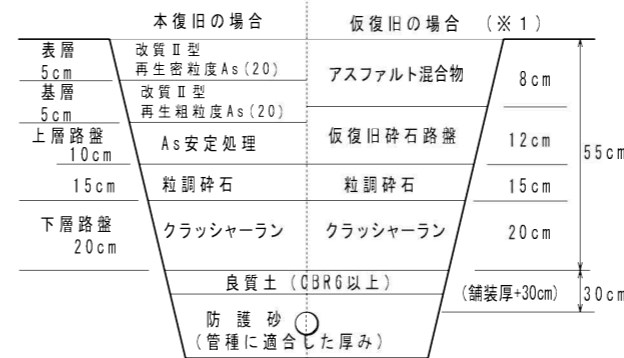 本復旧の場合 仮復旧の場合 (※1)
表層
5cm
改質Ⅱ型
再生密粒度As(20)
アスファルト混合物
8cm
基層
5cm
改質Ⅱ型
再生粗粒度As(20)
上層路盤
10cm
As安定処理
仮復旧砕石路盤
12cm
55cm
15cm
粒調砕石
粒調砕石
15cm
下層路盤
20cm
クラッシャーラン
クラッシャーラン
20cm
良質土(CBR6以上)
(舗装厚+30cm)
30cm
防護砂
(管種に適合した厚み)